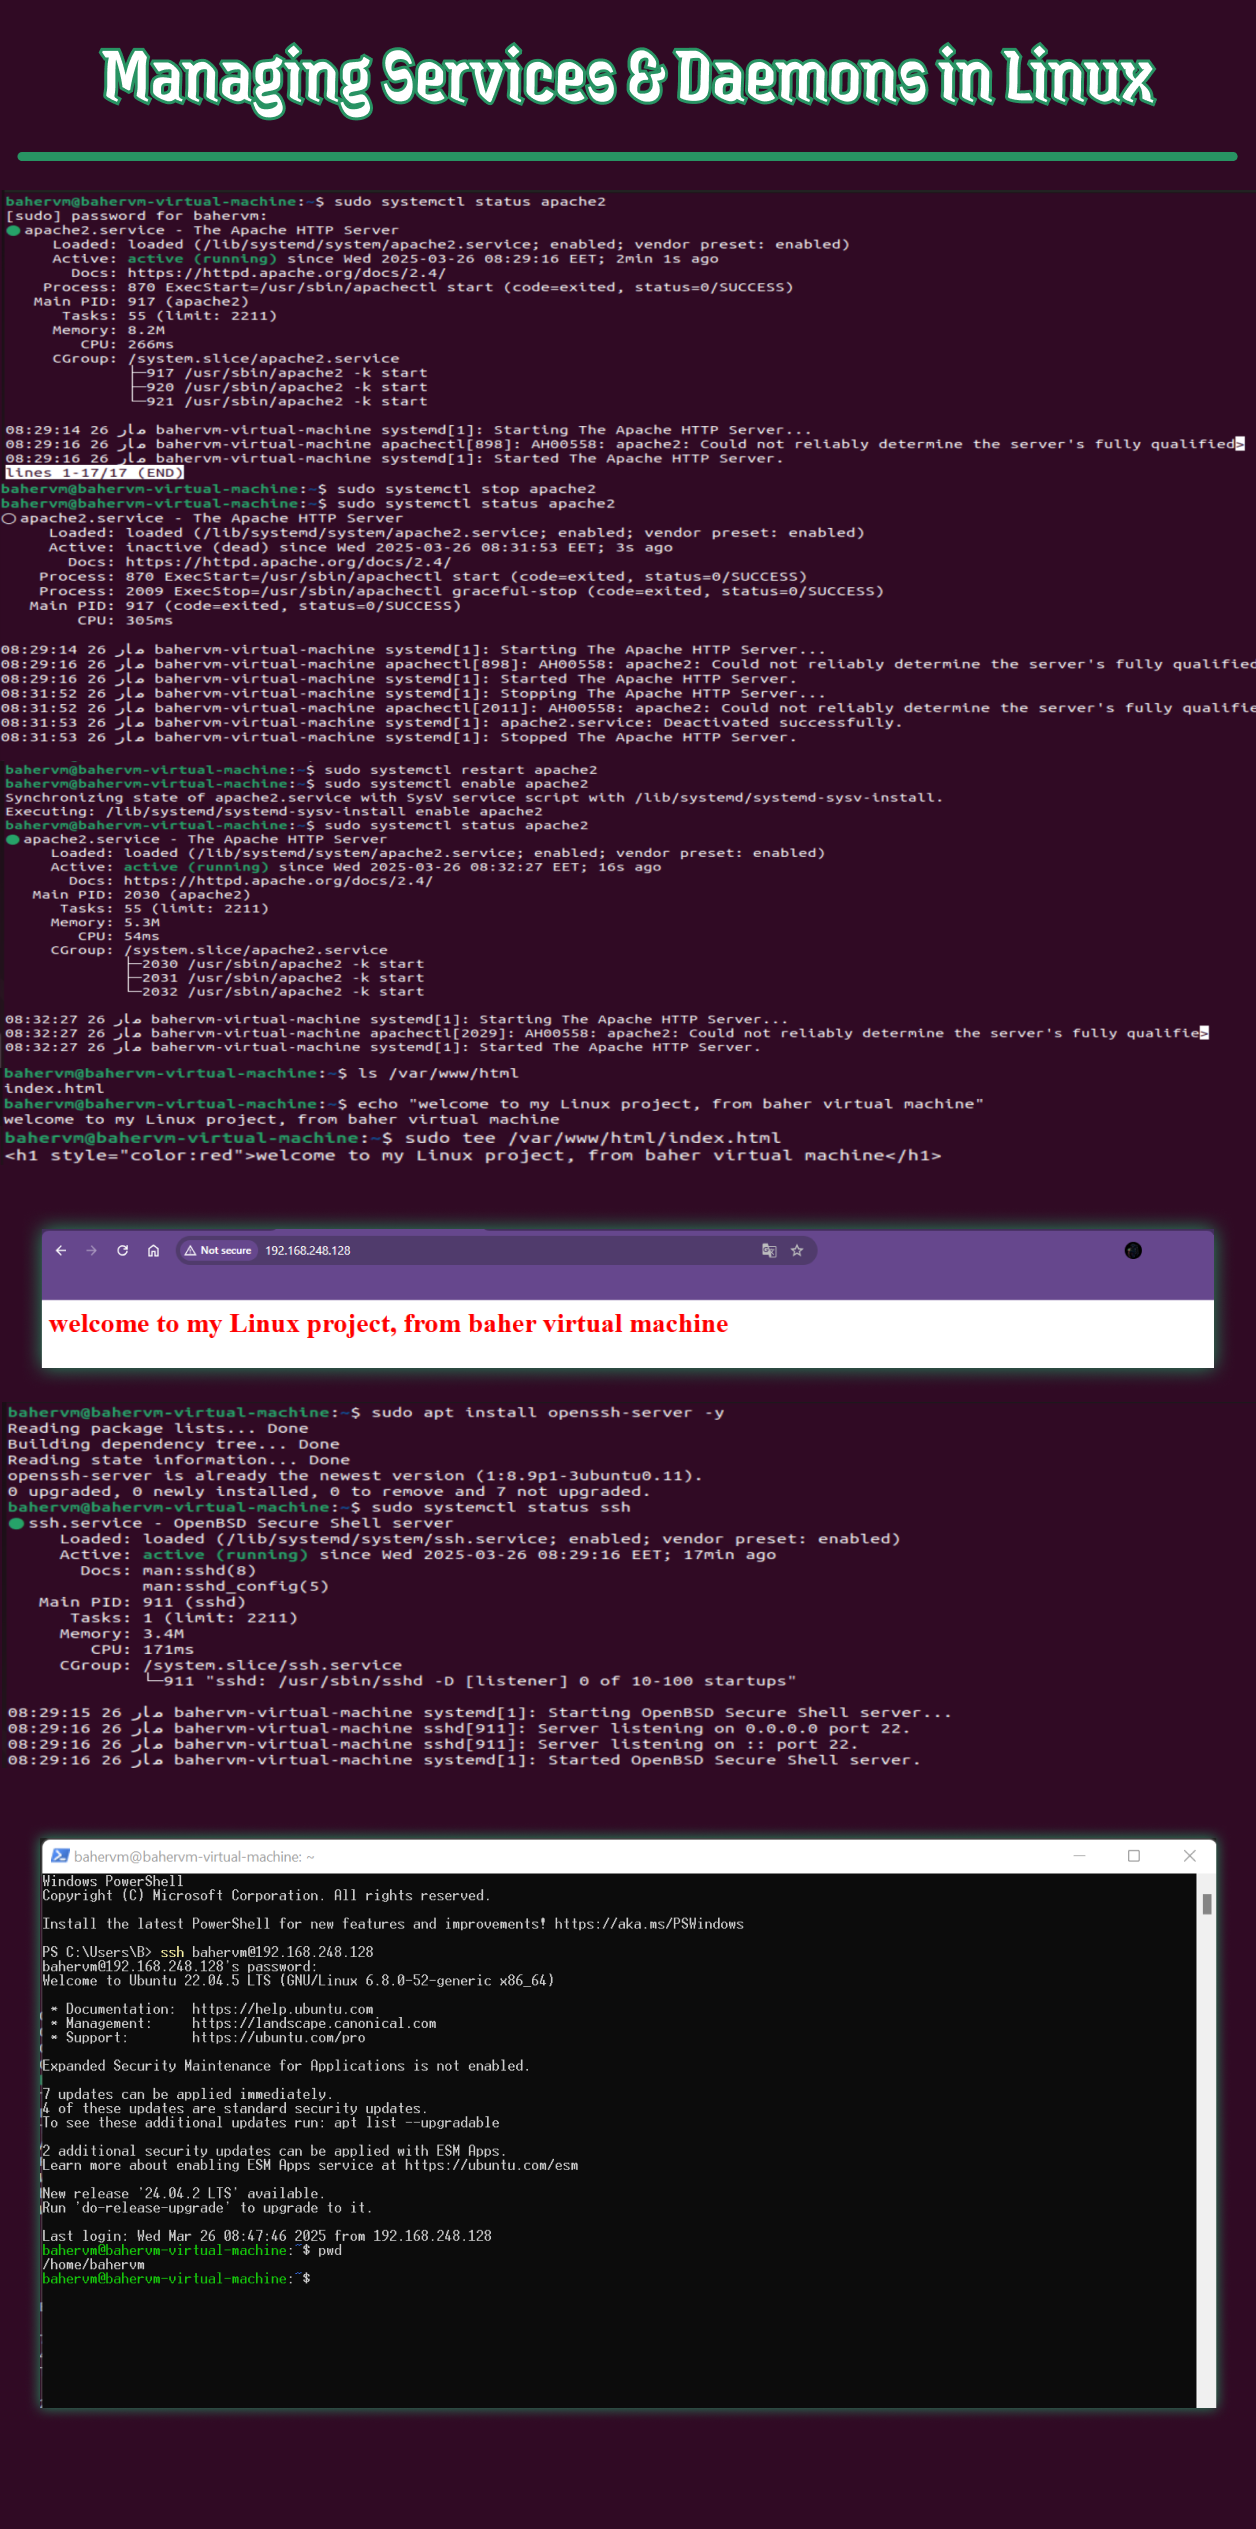 Managing Services & Daemons in Linux
bahervm@bahervm-virtual-machine:~$ sudo systemctl status apache2
[sudo] password for bahervm:
apache2.service - The Apache HTTP Server
Loaded: loaded (/lib/systemd/system/apache2.service; enabled; vendor preset: enabled)
Active: active (running) since Wed 2025-03-26 08:29:16 EET; 2min 1s ago
Docs: https://httpd.apache.org/docs/2.4/
Process: 870 ExecStart=/usr/sbin/apachectl start (code=exited, status=0/SUCCESS)
Main PID: 917 (apache2)
Tasks: 55 (limit: 2211)
Memory: 8.2M
CPU: 266ms
CGroup: /system.slice/apache2.service
├─917 /usr/sbin/apache2 -k start
├─920 /usr/sbin/apache2 -k start
└─921 /usr/sbin/apache2 -k start
08:29:14 26 مار bahervm-virtual-machine systemd[1]: Starting The Apache HTTP Server...
08:29:16 26 مار bahervm-virtual-machine apachectl[898]: AH00558: apache2: Could not reliably determine the server's fully qualified>
08:29:16 26 مار bahervm-virtual-machine systemd[1]: Started The Apache HTTP Server.
lines 1-17/17 (END)
bahervm@bahervm-virtual-machine:~$ sudo systemctl stop apache2
bahervm@bahervm-virtual-machine:~$ sudo systemctl status apache2
apache2.service - The Apache HTTP Server
Loaded: loaded (/lib/systemd/system/apache2.service; enabled; vendor preset: enabled)
Active: inactive (dead) since Wed 2025-03-26 08:31:53 EET; 3s ago
Docs: https://httpd.apache.org/docs/2.4/
Process: 870 ExecStart=/usr/sbin/apachectl start (code=exited, status=0/SUCCESS)
Process: 2009 ExecStop=/usr/sbin/apachectl graceful-stop (code=exited, status=0/SUCCESS)
Main PID: 917 (code=exited, status=0/SUCCESS)
CPU: 305ms
08:29:14 26 مار bahervm-virtual-machine systemd[1]: Starting The Apache HTTP Server...
08:29:16 26 مار bahervm-virtual-machine apachectl[898]: AH00558: apache2: Could not reliably determine the server's fully qualified
08:29:16 26 مار bahervm-virtual-machine systemd[1]: Started The Apache HTTP Server.
08:31:52 26 مار bahervm-virtual-machine systemd[1]: Stopping The Apache HTTP Server...
08:31:52 26 مار bahervm-virtual-machine apachectl[2011]: AH00558: apache2: Could not reliably determine the server's fully qualifie
08:31:53 26 مار bahervm-virtual-machine systemd[1]: apache2.service: Deactivated successfully.
08:31:53 26 مار bahervm-virtual-machine systemd[1]: Stopped The Apache HTTP Server.
bahervm@bahervm-virtual-machine:~$ sudo systemctl restart apache2
bahervm@bahervm-virtual-machine:~$ sudo systemctl enable apache2
Synchronizing state of apache2.service with SysV service script with /lib/systemd/systemd-sysv-install.
Executing: /lib/systemd/systemd-sysv-install enable apache2
bahervm@bahervm-virtual-machine:~$ sudo systemctl status apache2
apache2.service - The Apache HTTP Server
Loaded: loaded (/lib/systemd/system/apache2.service; enabled; vendor preset: enabled)
Active: active (running) since Wed 2025-03-26 08:32:27 EET; 16s ago
Docs: https://httpd.apache.org/docs/2.4/
Main PID: 2030 (apache2)
Tasks: 55 (limit: 2211)
Memory: 5.3M
CPU: 54ms
CGroup: /system.slice/apache2.service
├─2030 /usr/sbin/apache2 -k start
├─2031 /usr/sbin/apache2 -k start
└─2032 /usr/sbin/apache2 -k start
08:32:27 26 مار bahervm-virtual-machine systemd[1]: Starting The Apache HTTP Server...
08:32:27 26 مار bahervm-virtual-machine apachectl[2029]: AH00558: apache2: Could not reliably determine the server's fully qualifie>
08:32:27 26 مار bahervm-virtual-machine systemd[1]: Started The Apache HTTP Server.
bahervm@bahervm-virtual-machine:~$ ls /var/www/html
index.html
bahervm@bahervm-virtual-machine:~$ echo "welcome to my Linux project, from baher virtual machine"
welcome to my Linux project, from baher virtual machine
bahervm@bahervm-virtual-machine:~$ sudo tee /var/www/html/index.html
<h1 style="color:red">welcome to my Linux project, from baher virtual machine</h1>
Not secure 192.168.248.128
welcome to my Linux project, from baher virtual machine
bahervm@bahervm-virtual-machine:~$ sudo apt install openssh-server -y
Reading package lists... Done
Building dependency tree... Done
Reading state information... Done
openssh-server is already the newest version (1:8.9p1-3ubuntu0.11).
0 upgraded, 0 newly installed, 0 to remove and 7 not upgraded.
bahervm@bahervm-virtual-machine:~$ sudo systemctl status ssh
ssh.service - OpenBSD Secure Shell server
Loaded: loaded (/lib/systemd/system/ssh.service; enabled; vendor preset: enabled)
Active: active (running) since Wed 2025-03-26 08:29:16 EET; 17min ago
Docs: man:sshd(8)
man:sshd_config(5)
Main PID: 911 (sshd)
Tasks: 1 (limit: 2211)
Memory: 3.4M
CPU: 171ms
CGroup: /system.slice/ssh.service
└─911 "sshd: /usr/sbin/sshd -D [listener] 0 of 10-100 startups"
08:29:15 26 مار bahervm-virtual-machine systemd[1]: Starting OpenBSD Secure Shell server...
08:29:16 26 مار bahervm-virtual-machine sshd[911]: Server listening on 0.0.0.0 port 22.
08:29:16 26 مار bahervm-virtual-machine sshd[911]: Server listening on :: port 22.
08:29:16 26 مار bahervm-virtual-machine systemd[1]: Started OpenBSD Secure Shell server.
bahervm@bahervm-virtual-machine: ~
Windows PowerShell
Copyright (C) Microsoft Corporation. All rights reserved.
Install the latest PowerShell for new features and improvements! https://aka.ms/PSWindows
PS C:\Users\B> ssh bahervm@192.168.248.128
bahervm@192.168.248.128's password:
Welcome to Ubuntu 22.04.5 LTS (GNU/Linux 6.8.0-52-generic x86_64)
* Documentation: https://help.ubuntu.com
* Management: https://landscape.canonical.com
* Support: https://ubuntu.com/pro
Expanded Security Maintenance for Applications is not enabled.
7 updates can be applied immediately.
4 of these updates are standard security updates.
To see these additional updates run: apt list --upgradable
2 additional security updates can be applied with ESM Apps.
Learn more about enabling ESM Apps service at https://ubuntu.com/esm
New release '24.04.2 LTS' available.
Run 'do-release-upgrade' to upgrade to it.
Last login: Wed Mar 26 08:47:46 2025 from 192.168.248.128
bahervm@bahervm-virtual-machine:~$ pwd
/home/bahervm
bahervm@bahervm-virtual-machine:~$